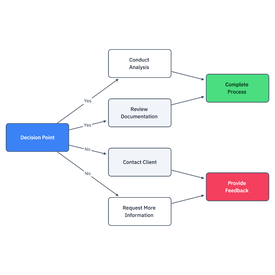 Conduct
Analysis
Complete
Process
Yes
Review
Documentation
Yes
Decision Point
No
Contact Client
No
Provide
Feedback
Request More
Information